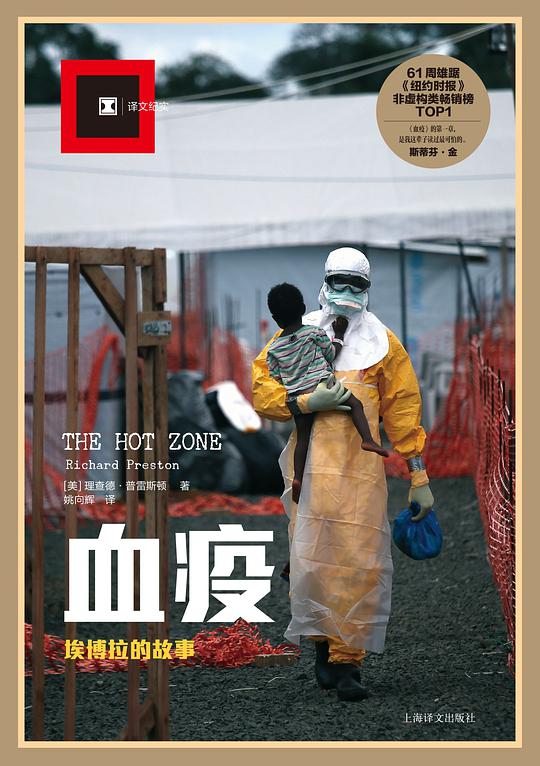 译文纪实
61周雄踞
《纽约时报》
非虚构类畅销榜
TOP1
《血疫》的第一章，
是我这辈子读过最可怕的。
斯蒂芬·金
THE HOT ZONE
Richard Preston
[美] 理查德·普雷斯顿 著
姚向辉 译
血疫
埃博拉的故事
上海译文出版社